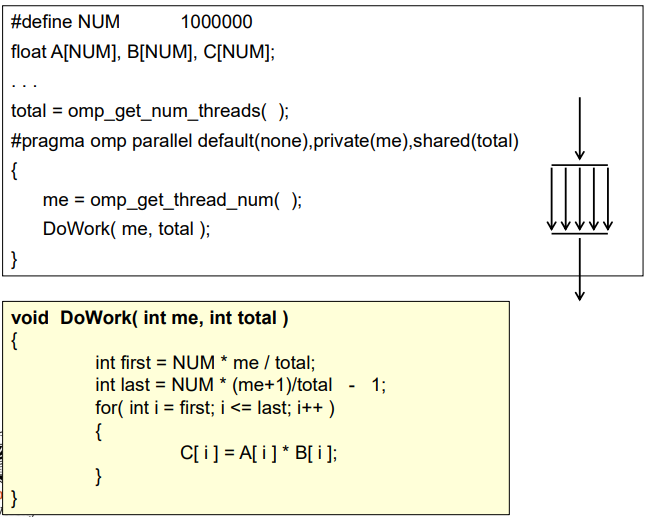 #define NUM 1000000
float A[NUM], B[NUM], C[NUM];
. . .
total = omp_get_num_threads( );
#pragma omp parallel default(none),private(me),shared(total)
{
me = omp_get_thread_num( );
DoWork( me, total );
}
void DoWork( int me, int total )
{
int first = NUM * me / total;
int last = NUM * (me+1)/total - 1;
for( int i = first; i <= last; i++ )
{
C[ i ] = A[ i ] * B[ i ];
}
}